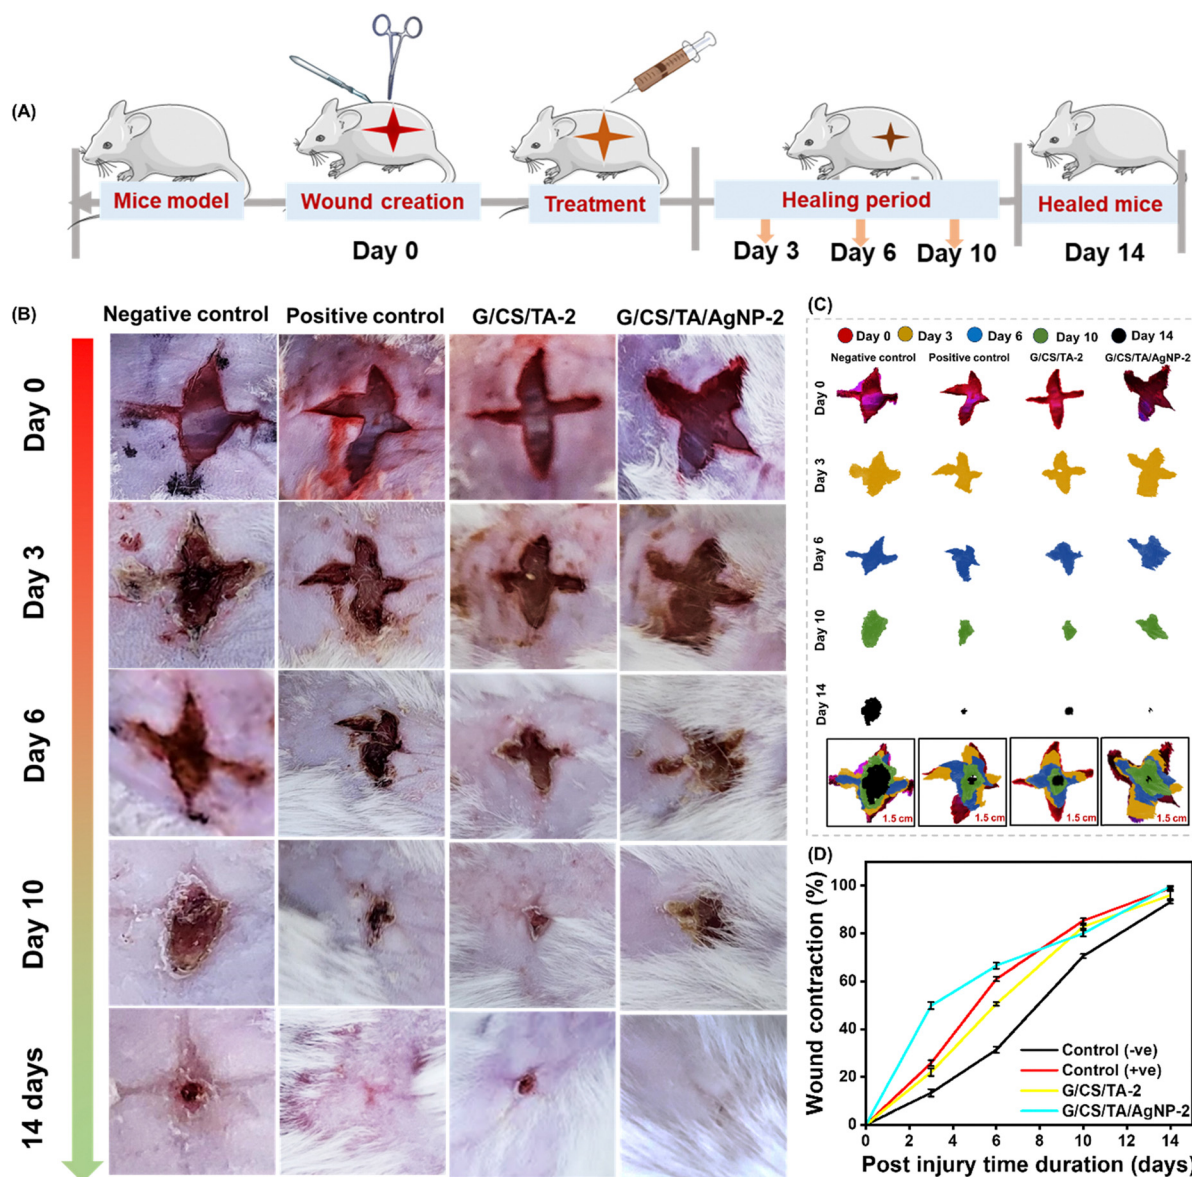 (A)
Mice model
Wound creation
Treatment
Healing period
Healed mice
Day 0
Day 3
Day 6
Day 10
Day 14
(B)
Negative control
Positive control
G/CS/TA-2
G/CS/TA/AgNP-2
Day 0
Day 3
Day 6
Day 10
14 days
(C)
Day 0
Day 3
Day 6
Day 10
Day 14
Negative control
Positive control
G/CS/TA-2
G/CS/TA/AgNP-2
Day 0
Day 3
Day 6
Day 10
Day 14
1.5 cm
1.5 cm
1.5 cm
1.5 cm
(D)
Wound contraction (%)
100
80
60
40
20
0
Control (-ve)
Control (+ve)
G/CS/TA-2
G/CS/TA/AgNP-2
0 2 4 6 8 10 12 14
Post injury time duration (days)